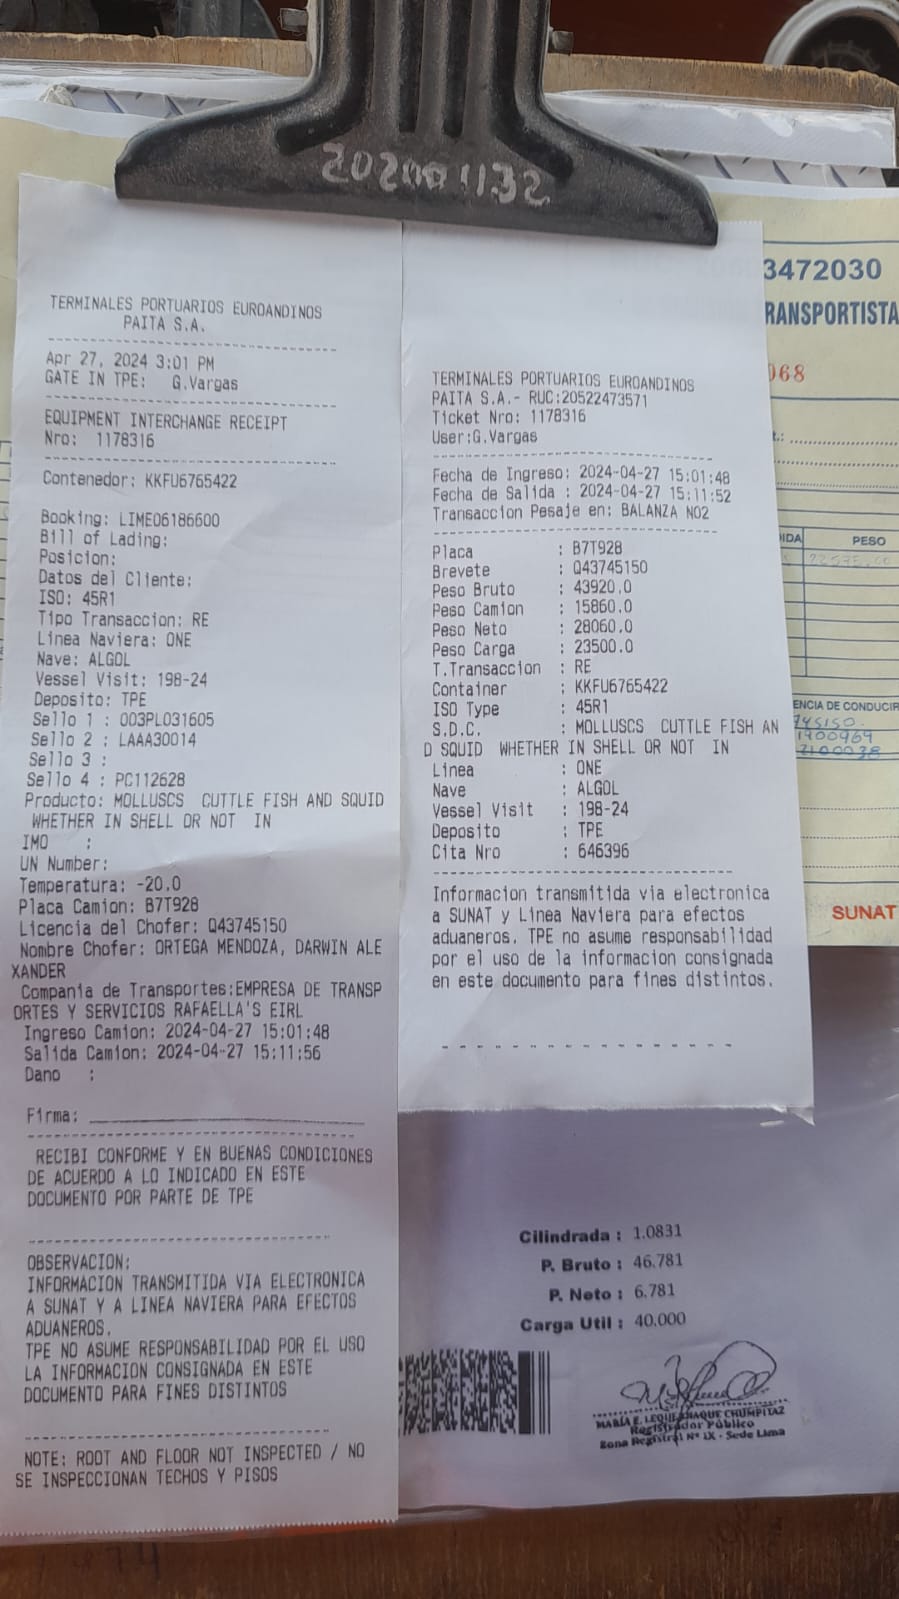 202001132
TERMINALES PORTUARIOS EUROANDINOS
PAITA S.A.
Apr 27, 2024 3:01 PM
GATE IN TPE: G.Vargas
EQUIPMENT INTERCHANGE RECEIPT
Nro: 1178316
Contenedor: KKFU6765422
Booking: LIME06186600
Bill of Lading:
Posicion:
Datos del Cliente:
ISO: 45R1
Tipo Transaccion: RE
Linea Naviera: ONE
Nave: ALGOL
Vessel Visit: 198-24
Deposito: TPE
Sello 1 : 003PL031605
Sello 2 : LAAA30014
Sello 3 :
Sello 4 : PC112628
Producto: MOLLUSCS CUTTLE FISH AND SQUID
WHETHER IN SHELL OR NOT IN
IMO :
UN Number:
Temperatura: -20.0
Placa Camion: B7T928
Licencia del Chofer: Q43745150
Nombre Chofer: ORTEGA MENDOZA, DARWIN ALE
XANDER
Compania de Transportes:EMPRESA DE TRANSP
ORTES Y SERVICIOS RAFAELLA'S EIRL
Ingreso Camion: 2024-04-27 15:01:48
Salida Camion: 2024-04-27 15:11:56
Dano :
Firma:
RECIBI CONFORME Y EN BUENAS CONDICIONES
DE ACUERDO A LO INDICADO EN ESTE
DOCUMENTO POR PARTE DE TPE
OBSERVACION:
INFORMACION TRANSMITIDA VIA ELECTRONICA
A SUNAT Y A LINEA NAVIERA PARA EFECTOS
ADUANEROS.
TPE NO ASUME RESPONSABILIDAD POR EL USO
LA INFORMACION CONSIGNADA EN ESTE
DOCUMENTO PARA FINES DISTINTOS
NOTE: ROOT AND FLOOR NOT INSPECTED / NO
SE INSPECCIONAN TECHOS Y PISOS
TERMINALES PORTUARIOS EUROANDINOS
PAITA S.A.- RUC:20522473571
Ticket Nro: 1178316
User:G.Vargas
Fecha de Ingreso: 2024-04-27 15:01:48
Fecha de Salida : 2024-04-27 15:11:52
Transaccion Pesaje en: BALANZA NO2
Placa : B7T928
Brevete : Q43745150
Peso Bruto : 43920.0
Peso Camion : 15860.0
Peso Neto : 28060.0
Peso Carga : 23500.0
T.Transaccion : RE
Container : KKFU6765422
ISO Type : 45R1
S.D.C. : MOLLUSCS CUTTLE FISH AN
D SQUID WHETHER IN SHELL OR NOT IN
Linea : ONE
Nave : ALGOL
Vessel Visit : 198-24
Deposito : TPE
Cita Nro : 646396
Informacion transmitida via electronica
a SUNAT y Linea Naviera para efectos
aduaneros. TPE no asume responsabilidad
por el uso de la informacion consignada
en este documento para fines distintos.
3472030
RANSPORTISTA
068
IDA PESO
ENCIA DE CONDUCIR
SUNAT
Cilindrada : 1.0831
P. Bruto : 46.781
P. Neto : 6.781
Carga Util : 40.000
MARÍA E. LEQUERNAQUE CHUMPITAZ
Registrador Público
Zona Registral Nº IX - Sede Lima